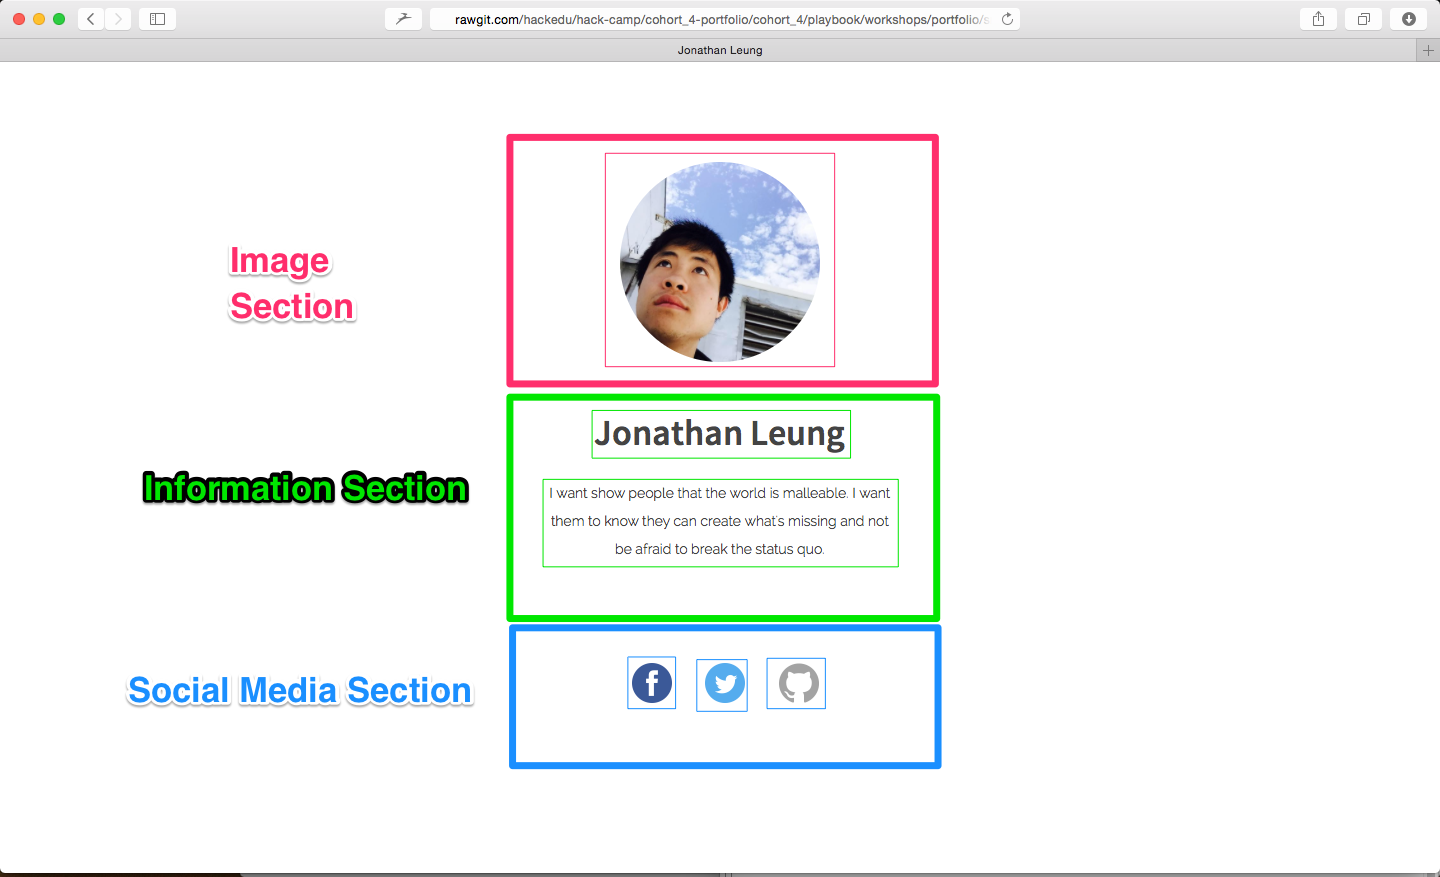 rawgit.com/hackedu/hack-camp/cohort_4-portfolio/cohort_4/playbook/workshops/portfolio/s
Jonathan Leung
Image
Section
Jonathan Leung
Information Section
I want show people that the world is malleable. I want
them to know they can create what's missing and not
be afraid to break the status quo.
Social Media Section